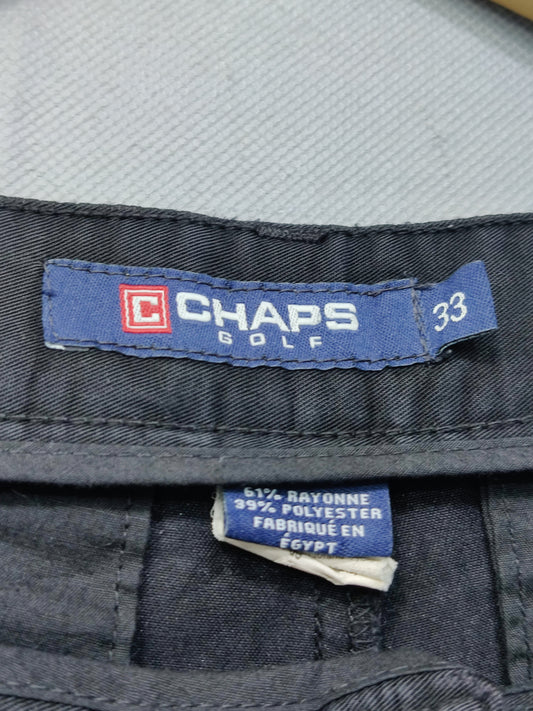 C CHAPS
GOLF
33
61% RAYONNE
39% POLYESTER
FABRIQUÉ EN
ÉGYPT